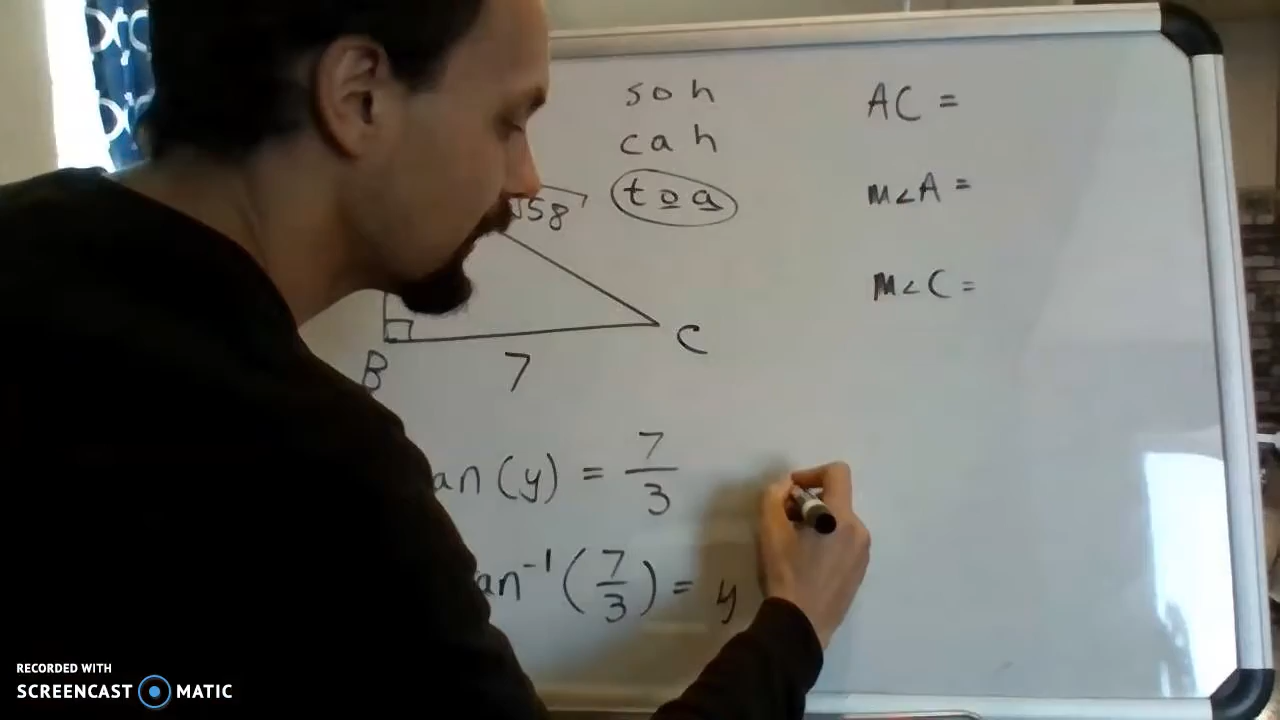 soh
cah
toa
√58
B
7
C
AC =
m∠A =
m∠C =
an (y) = 7/3
an⁻¹ (7/3) = y
RECORDED WITH
SCREENCAST MATIC